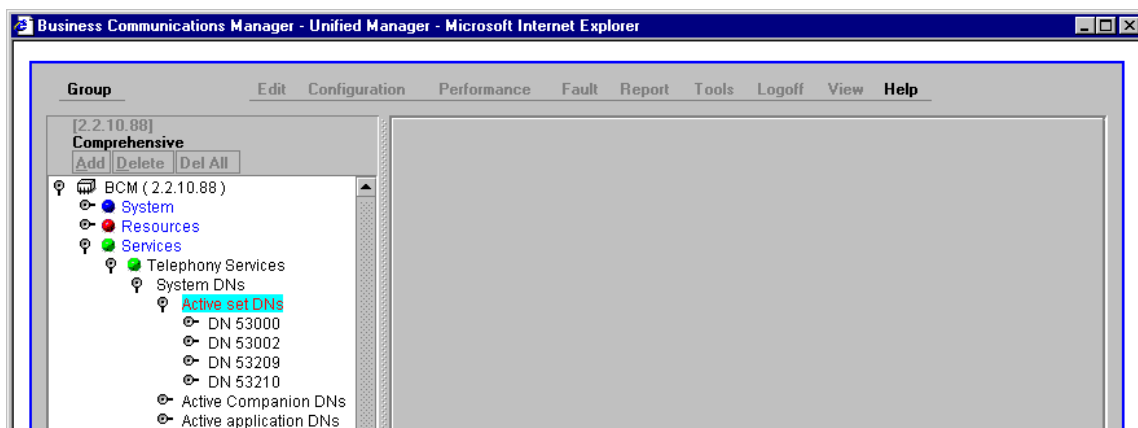 Business Communications Manager - Unified Manager - Microsoft Internet Explorer
Group Edit Configuration Performance Fault Report Tools Logoff View Help
[2.2.10.88]
Comprehensive
Add Delete Del All
BCM ( 2.2.10.88 )
System
Resources
Services
Telephony Services
System DNs
Active set DNs
DN 53000
DN 53002
DN 53209
DN 53210
Active Companion DNs
Active application DNs